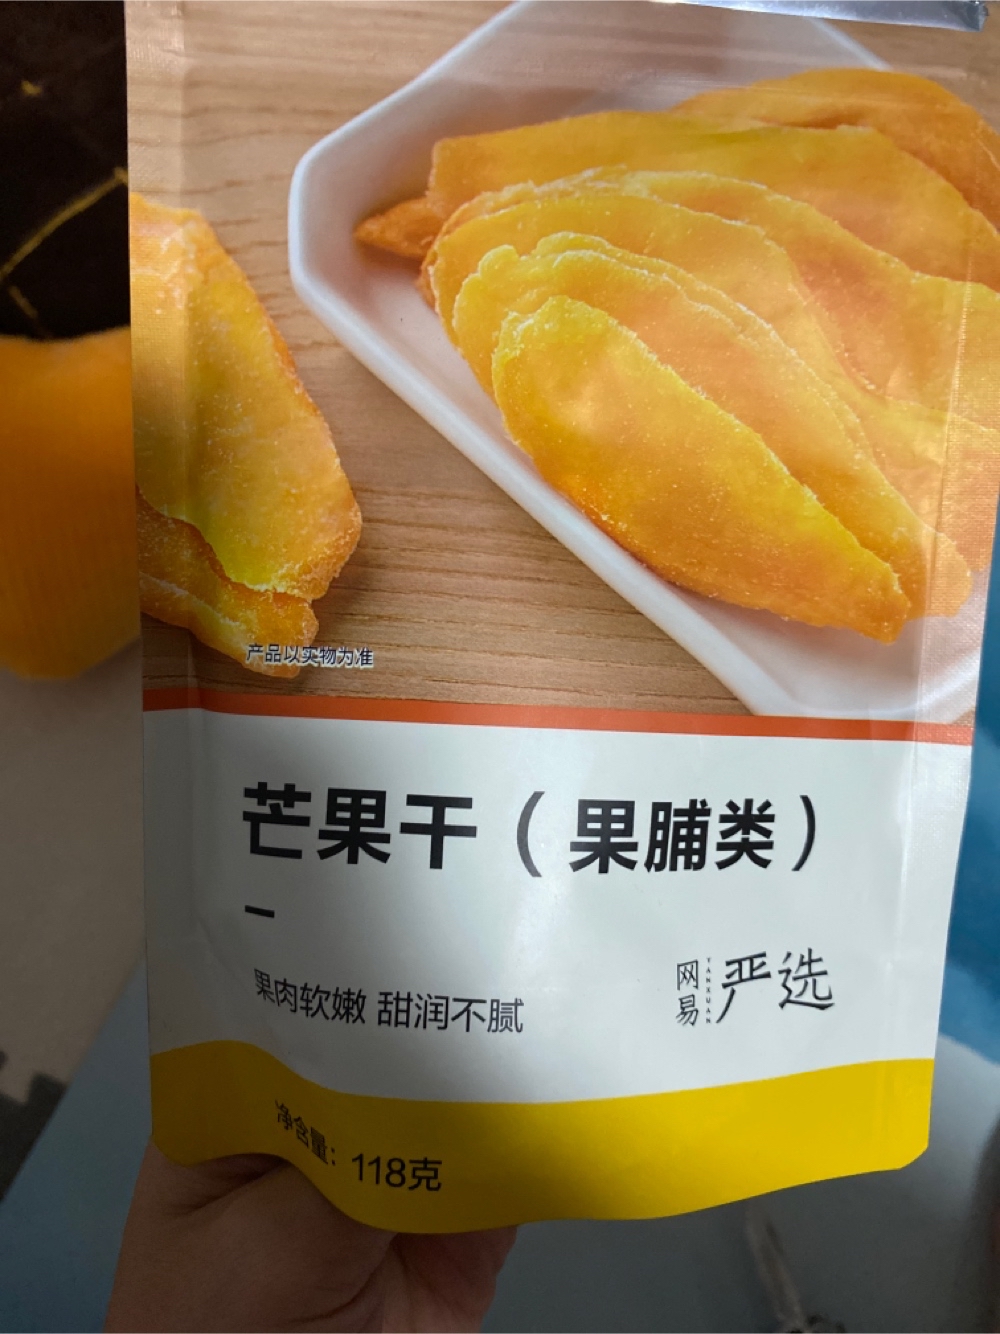 产品以实物为准
芒果干（果脯类）
果肉软嫩 甜润不腻
网易 YANXUAN 严选
净含量：118克